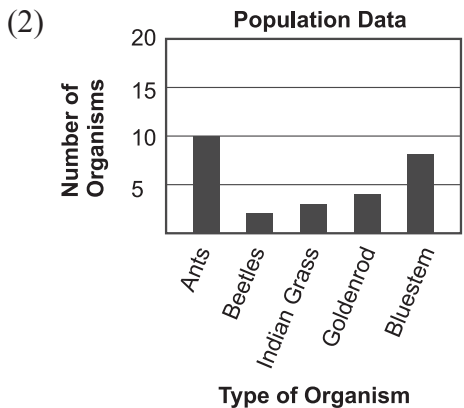 (2)
Population Data
Number of
Organisms
20
15
10
5
Ants
Beetles
Indian Grass
Goldenrod
Bluestem
Type of Organism